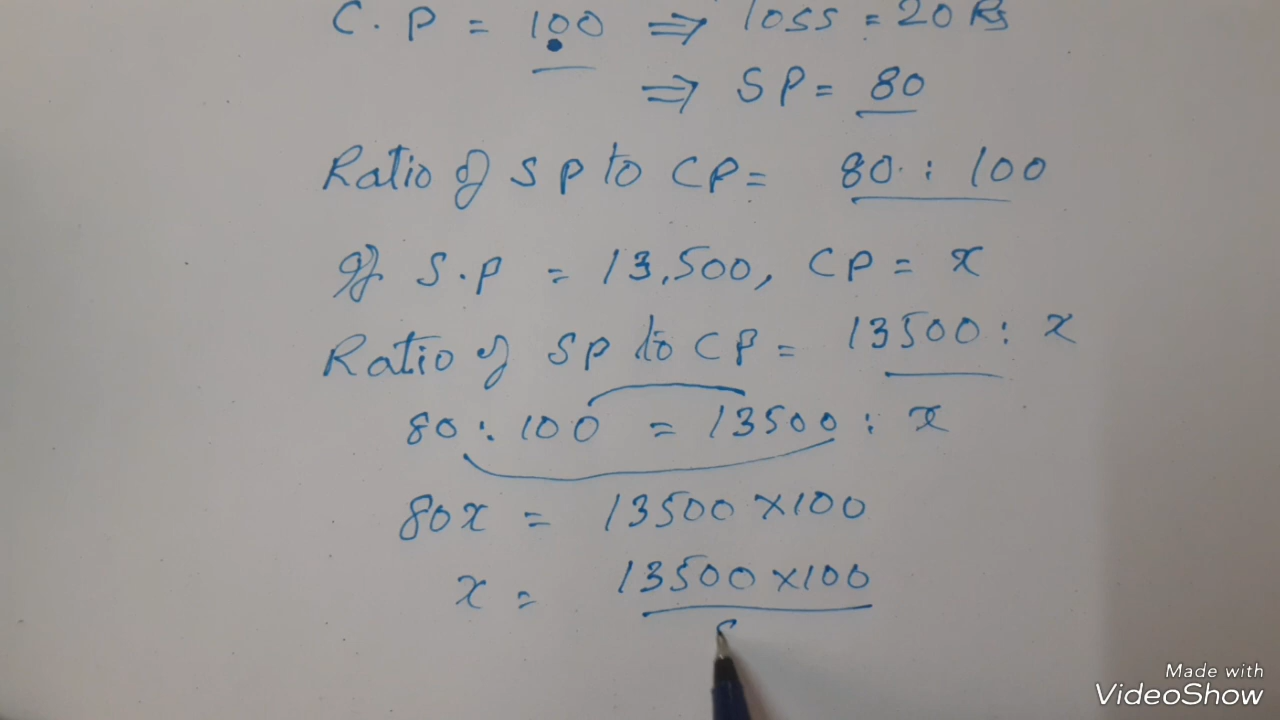 C.P = 100 ⇒ loss = 20 Rs
⇒ SP = 80
Ratio of SP to CP = 80 : 100
If S.P = 13,500, CP = x
Ratio of SP to CP = 13500 : x
80 : 100 = 13500 : x
80x = 13500 × 100
x = 13500 × 100
Made with
VideoShow